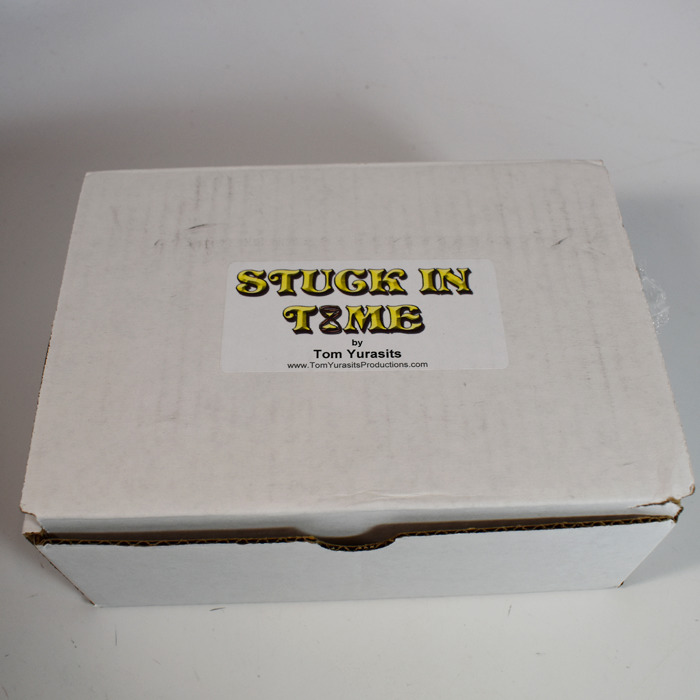 STUCK IN
TIME
by
Tom Yurasits
www.TomYurasitsProductions.com